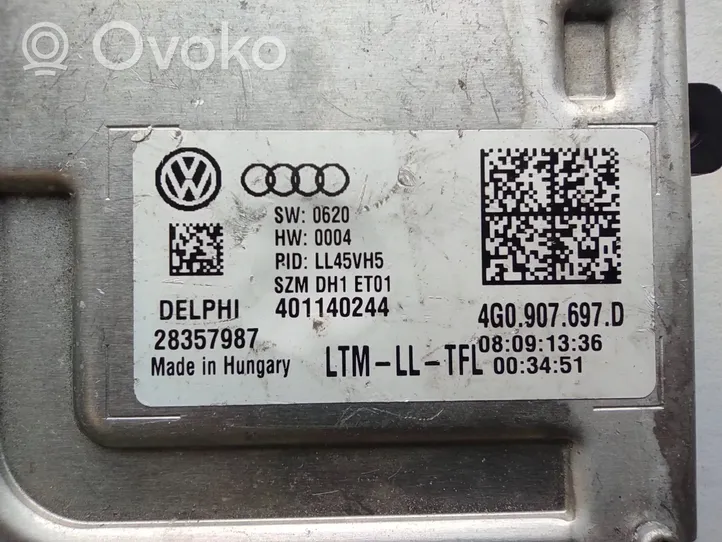 Ovoko
SW: 0620
HW: 0004
PID: LL45VH5
SZM DH1 ET01
DELPHI 401140244
28357987
Made in Hungary
LTM-LL-TFL
4G0.907.697.D
08:09:13:36
00:34:51